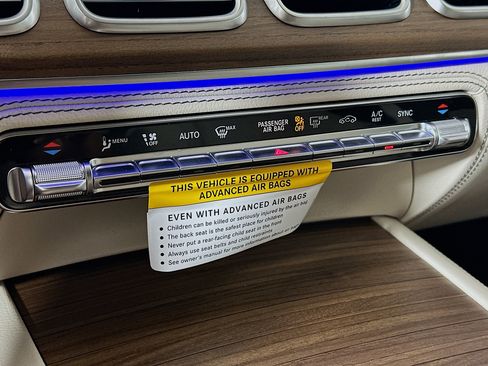 MENU OFF AUTO MAX PASSENGER AIR BAG OFF REAR A/C REST SYNC
THIS VEHICLE IS EQUIPPED WITH
ADVANCED AIR BAGS
EVEN WITH ADVANCED AIR BAGS
• Children can be killed or seriously injured by the air bag
• The back seat is the safest place for children
• Never put a rear-facing child seat in the front
• Always use seat belts and child restraints
• See owner's manual for more information about air bags